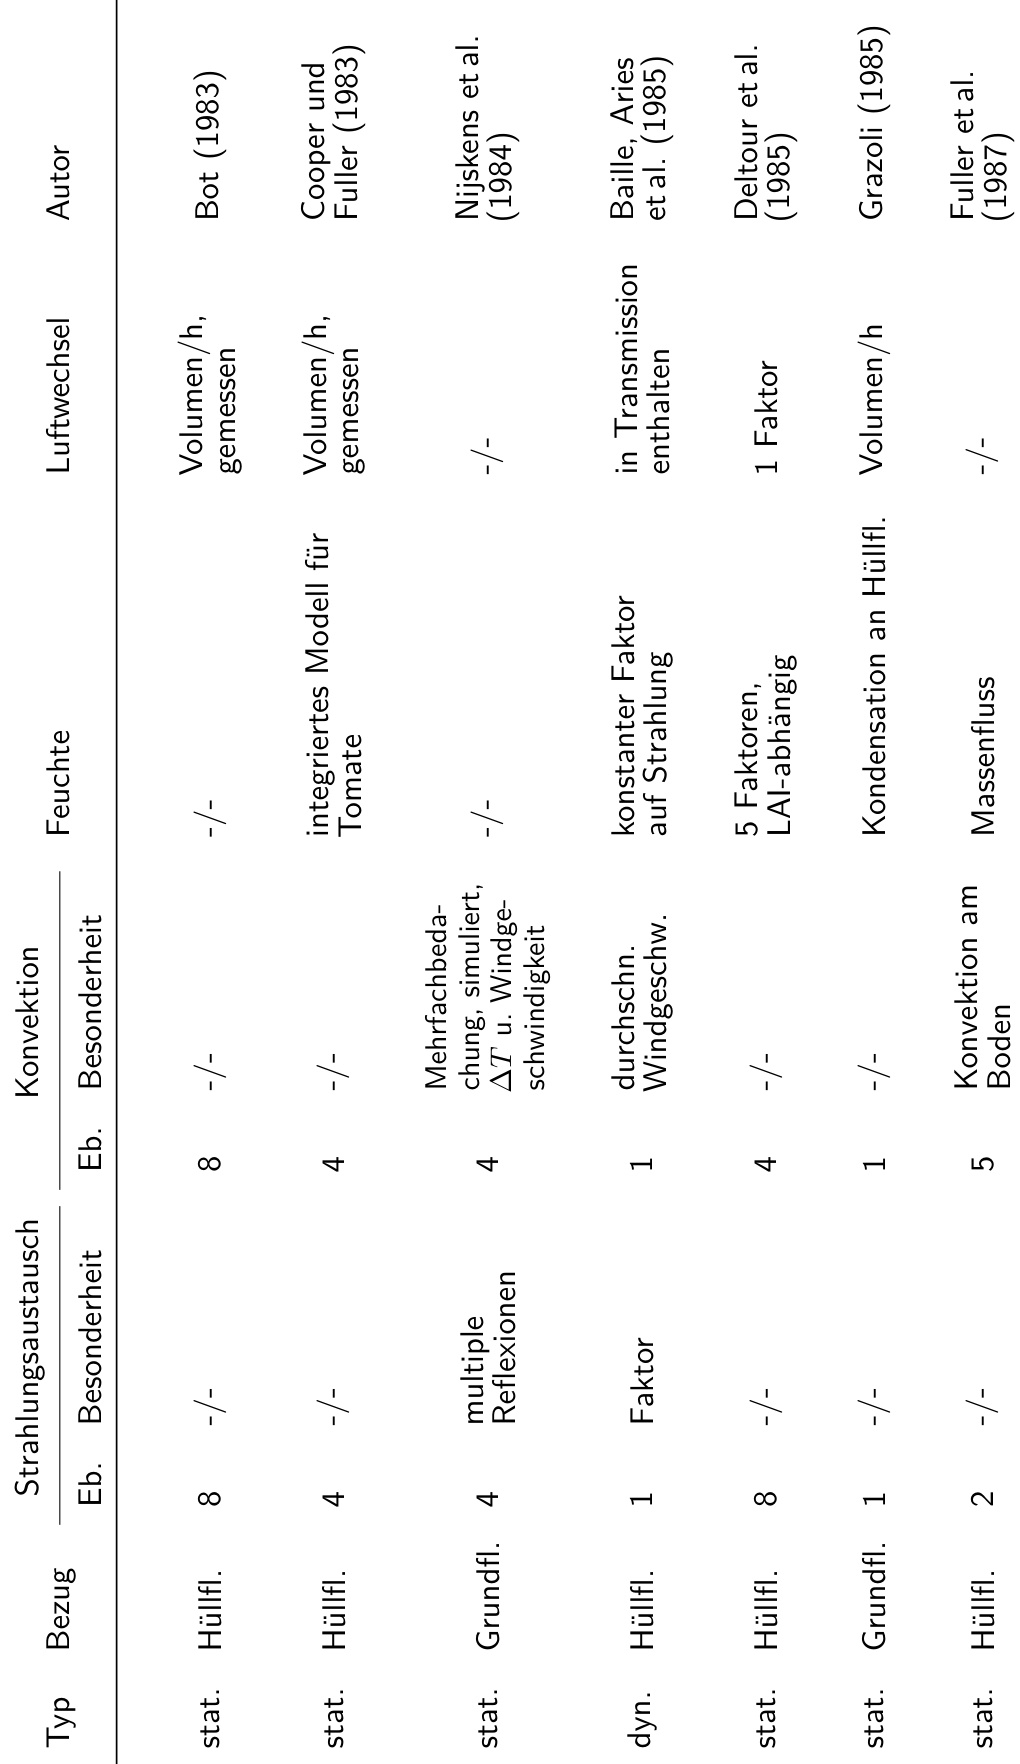 Strahlungsaustausch Konvektion
Typ Bezug Feuchte Luftwechsel Autor
Eb. Besonderheit Eb. Besonderheit
stat. Hüllfl. 8 -/- 8 -/- -/- Volumen/h, Bot (1983)
gemessen
stat. Hüllfl. 4 -/- 4 -/- integriertes Modell für Volumen/h, Cooper und
Tomate gemessen Fuller (1983)
Mehrfachbeda-
multiple chung, simuliert, Nijskens et al.
stat. Grundfl. 4 Reflexionen 4 ΔT u. Windge- -/- -/- (1984)
schwindigkeit
dyn. Hüllfl. 1 Faktor 1 durchschn. konstanter Faktor in Transmission Baille, Aries
Windgeschw. auf Strahlung enthalten et al. (1985)
stat. Hüllfl. 8 -/- 4 -/- 5 Faktoren, 1 Faktor Deltour et al.
LAI-abhängig (1985)
stat. Grundfl. 1 -/- 1 -/- Kondensation an Hüllfl. Volumen/h Grazoli (1985)
stat. Hüllfl. 2 -/- 5 Konvektion am Massenfluss -/- Fuller et al.
Boden (1987)